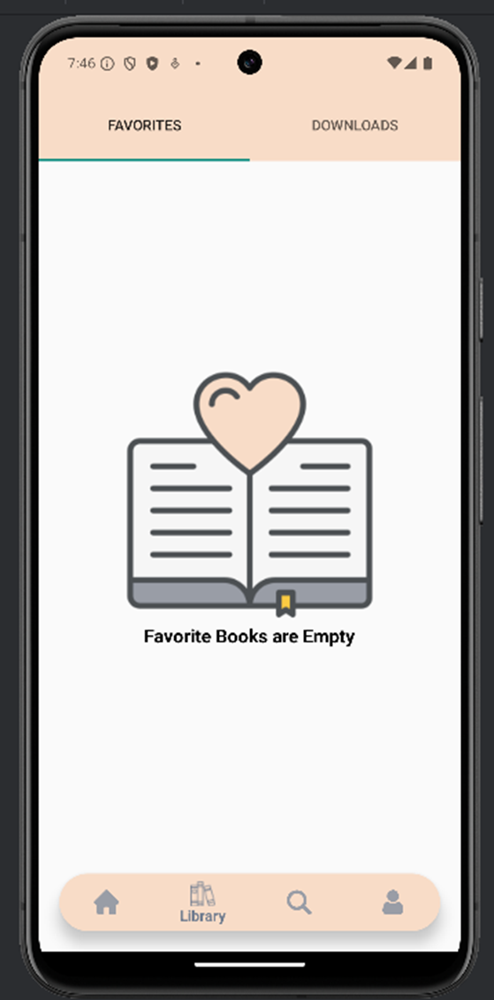 7:46
FAVORITES
DOWNLOADS
Favorite Books are Empty
Library